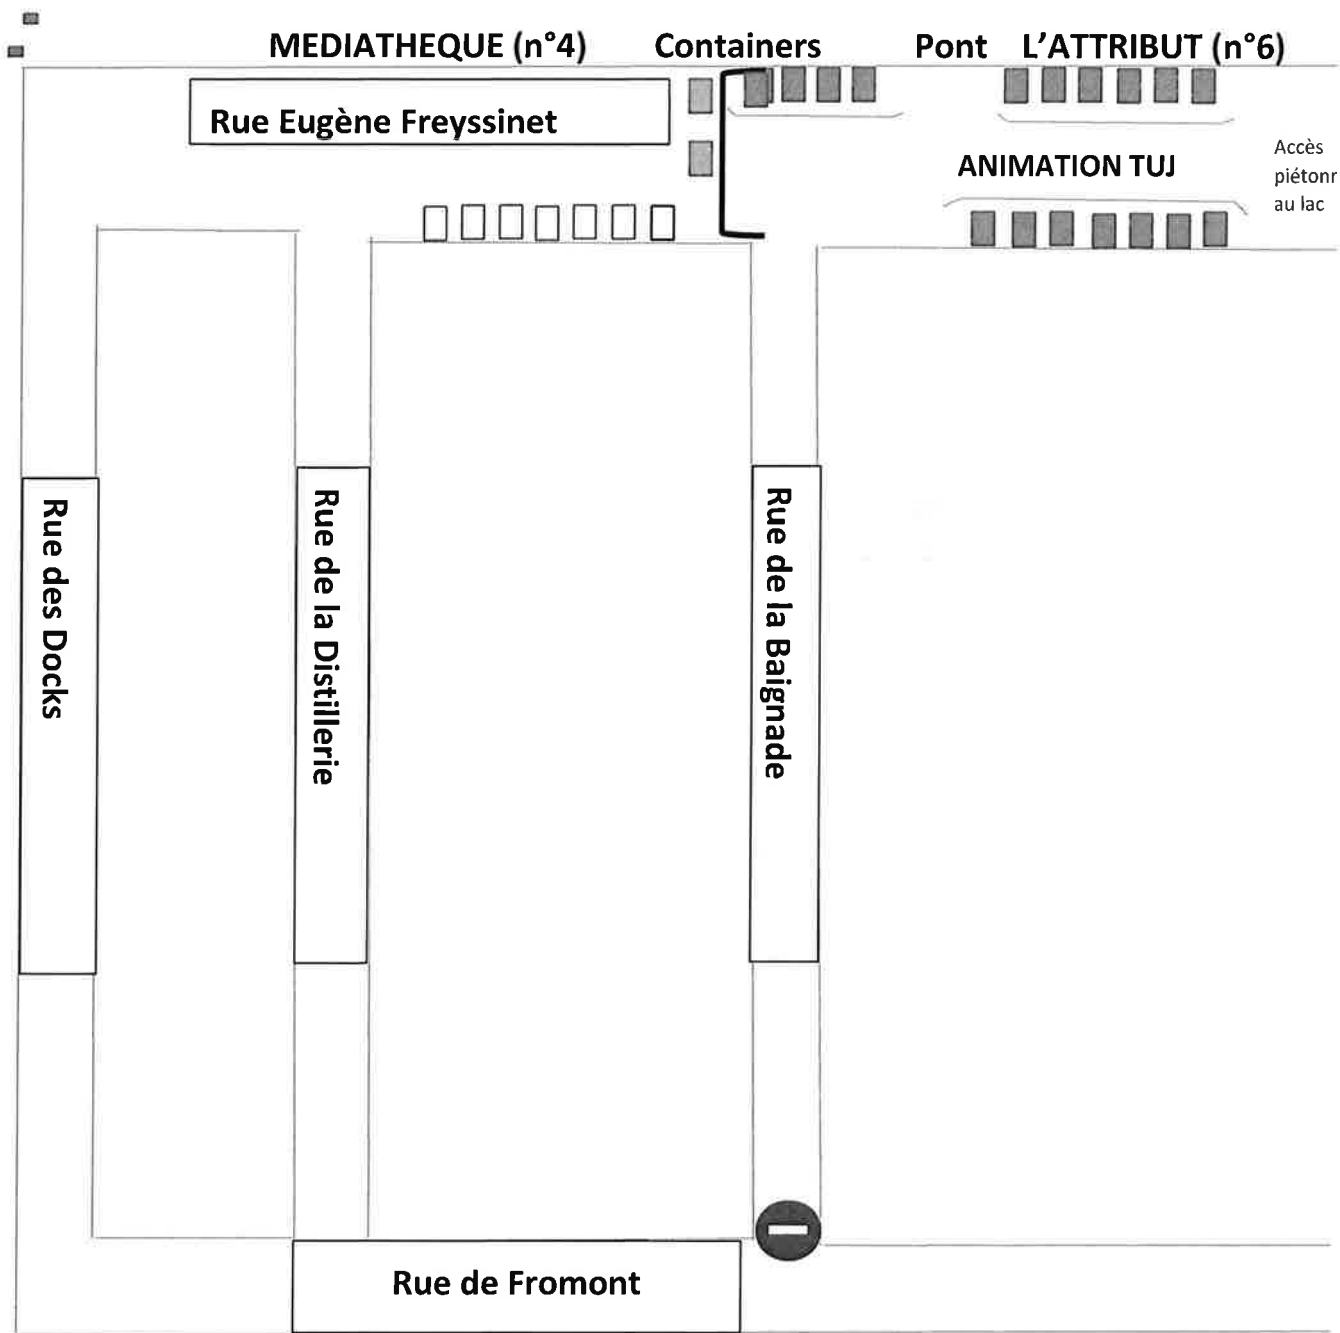 MEDIATHEQUE (n°4) Containers Pont L'ATTRIBUT (n°6)
Rue Eugène Freyssinet
ANIMATION TUJ
Accès
piétonr
au lac
Rue des Docks
Rue de la Distillerie
Rue de la Baignade
Rue de Fromont